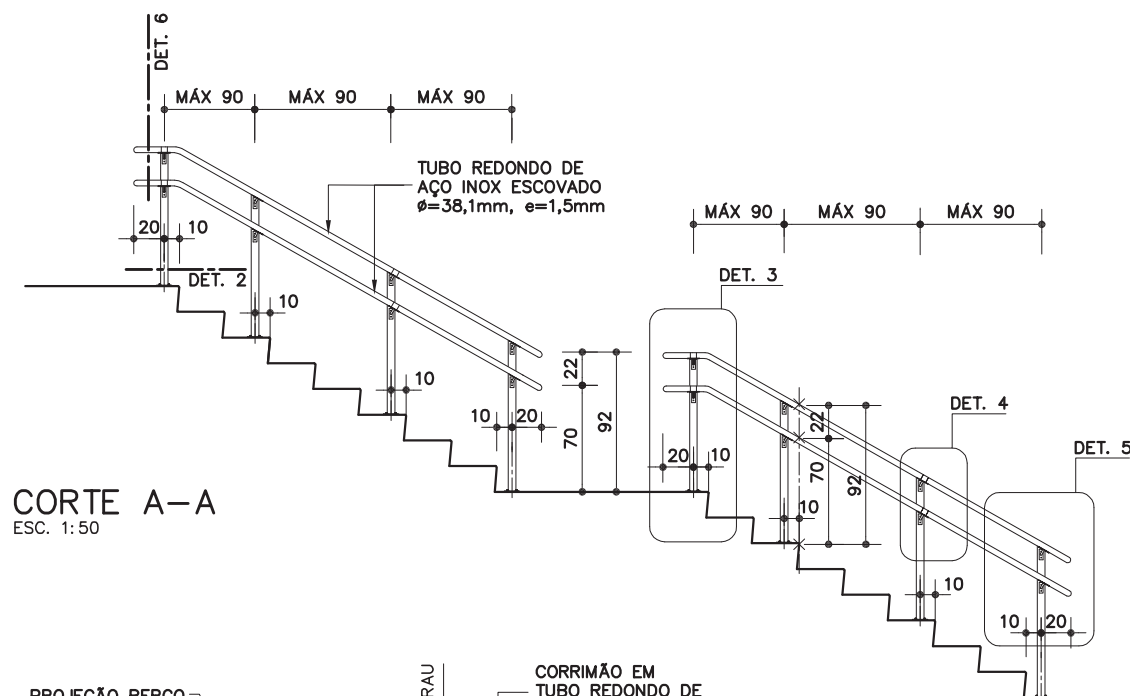 DET. 6
MÁX 90
MÁX 90
MÁX 90
TUBO REDONDO DE
AÇO INOX ESCOVADO
ø=38,1mm, e=1,5mm
20
10
DET. 2
10
10
10
20
22
70
92
MÁX 90
MÁX 90
MÁX 90
DET. 3
20
10
22
70
92
10
DET. 4
DET. 5
10
10
20
CORTE A-A
ESC. 1:50
CORRIMÃO EM
TUBO REDONDO DE